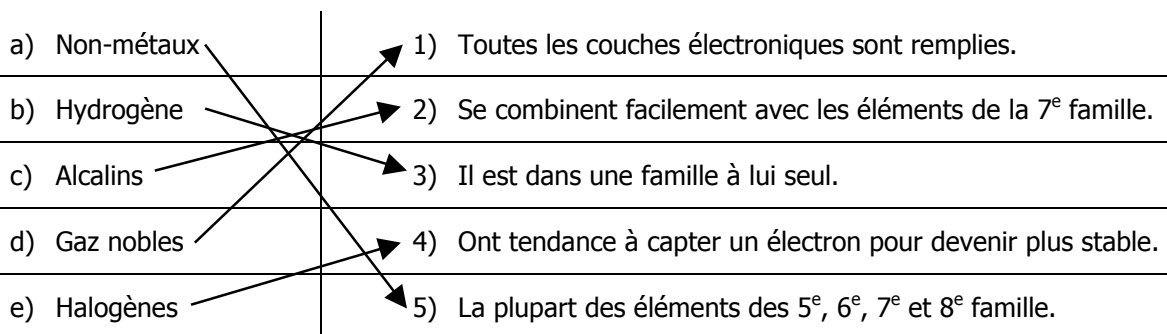 a) Non-métaux 1) Toutes les couches électroniques sont remplies.
b) Hydrogène 2) Se combinent facilement avec les éléments de la 7e famille.
c) Alcalins 3) Il est dans une famille à lui seul.
d) Gaz nobles 4) Ont tendance à capter un électron pour devenir plus stable.
e) Halogènes 5) La plupart des éléments des 5e, 6e, 7e et 8e famille.